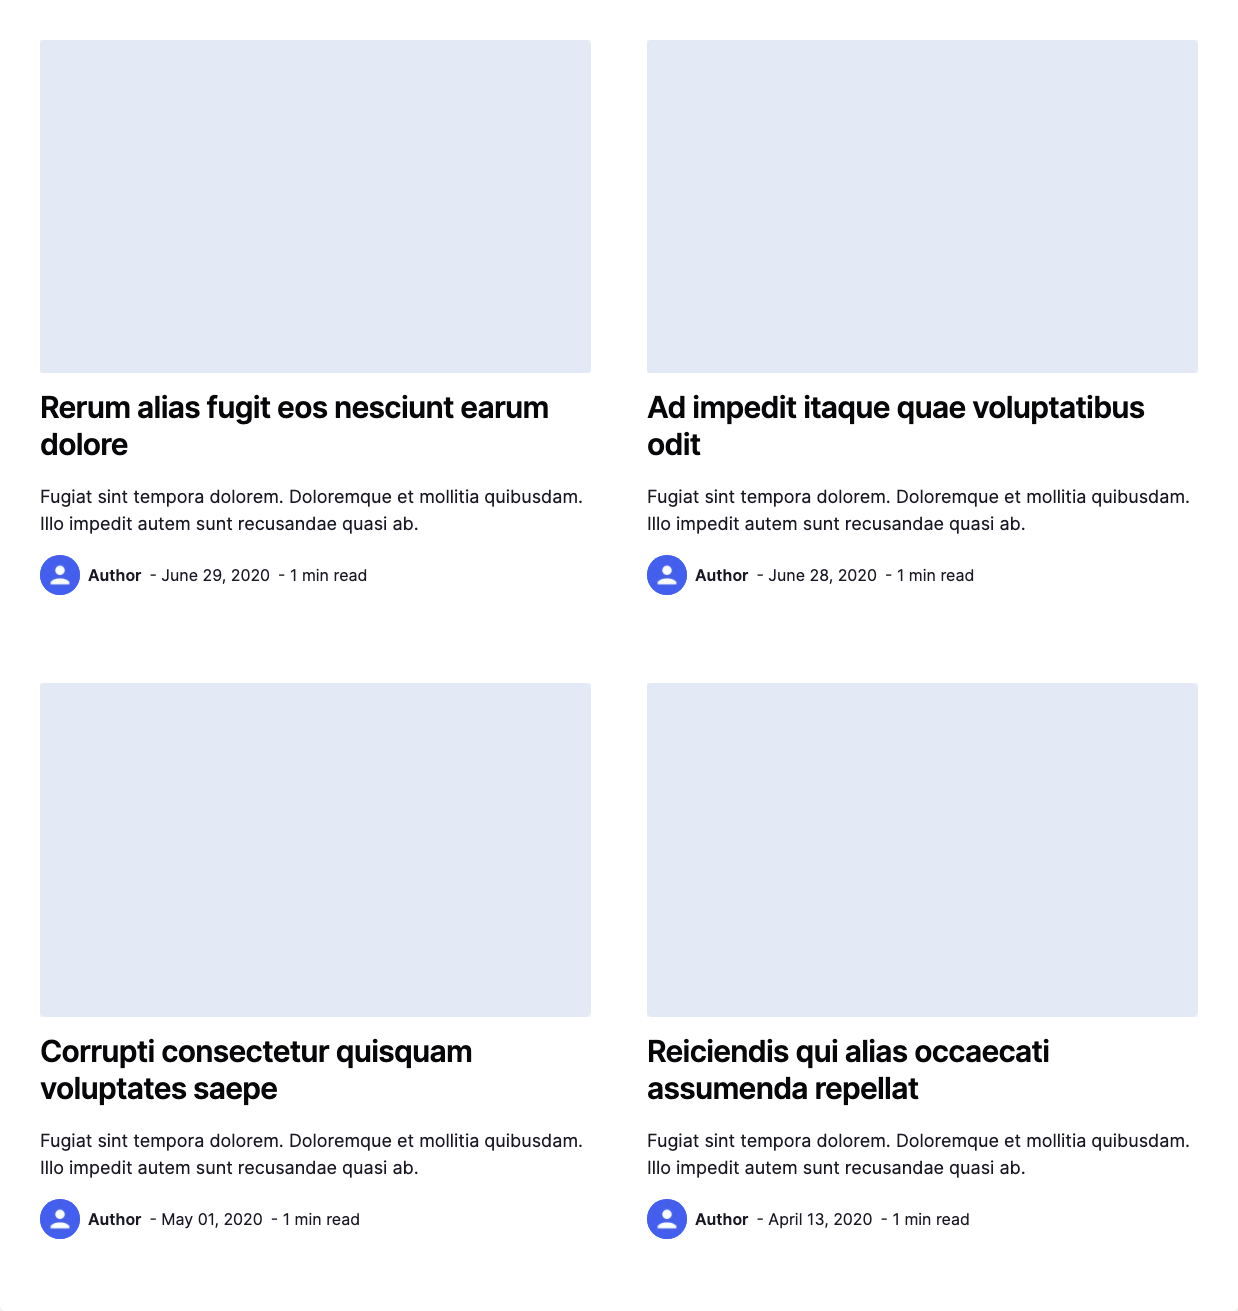 Rerum alias fugit eos nesciunt earum
dolore
Fugiat sint tempora dolorem. Doloremque et mollitia quibusdam.
Illo impedit autem sunt recusandae quasi ab.
Author - June 29, 2020 - 1 min read
Ad impedit itaque quae voluptatibus
odit
Fugiat sint tempora dolorem. Doloremque et mollitia quibusdam.
Illo impedit autem sunt recusandae quasi ab.
Author - June 28, 2020 - 1 min read
Corrupti consectetur quisquam
voluptates saepe
Fugiat sint tempora dolorem. Doloremque et mollitia quibusdam.
Illo impedit autem sunt recusandae quasi ab.
Author - May 01, 2020 - 1 min read
Reiciendis qui alias occaecati
assumenda repellat
Fugiat sint tempora dolorem. Doloremque et mollitia quibusdam.
Illo impedit autem sunt recusandae quasi ab.
Author - April 13, 2020 - 1 min read